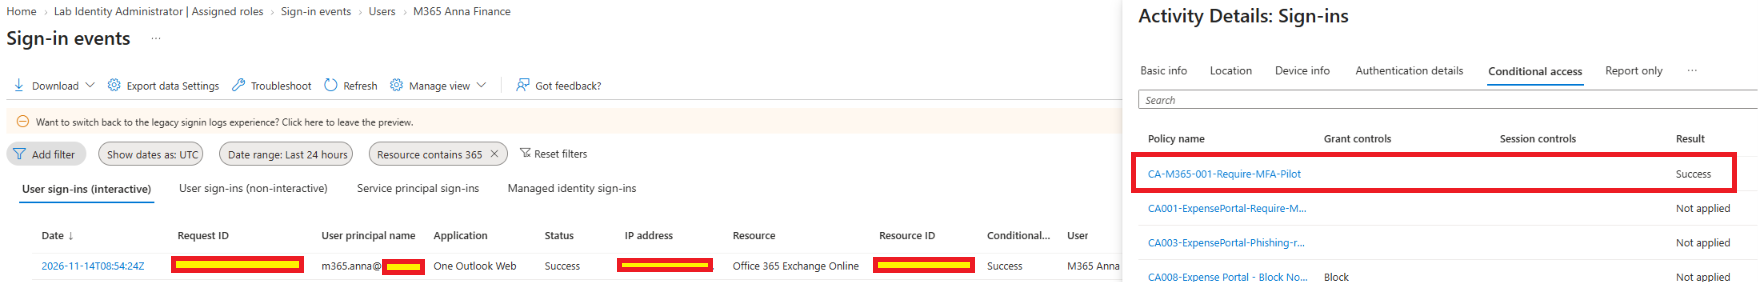 Home > Lab Identity Administrator | Assigned roles > Sign-in events > Users > M365 Anna Finance
Sign-in events ...
Download Export data Settings Troubleshoot Refresh Manage view Got feedback?
Want to switch back to the legacy signin logs experience? Click here to leave the preview.
Add filter Show dates as: UTC Date range: Last 24 hours Resource contains 365 Reset filters
User sign-ins (interactive) User sign-ins (non-interactive) Service principal sign-ins Managed identity sign-ins
Date ↓ Request ID User principal name Application Status IP address Resource Resource ID Conditional... User
2026-11-14T08:54:24Z m365.anna@ One Outlook Web Success Office 365 Exchange Online Success M365 Anna
Activity Details: Sign-ins
Basic info Location Device info Authentication details Conditional access Report only ...
Search
Policy name Grant controls Session controls Result
CA-M365-001-Require-MFA-Pilot Success
CA001-ExpensePortal-Require-M... Not applied
CA003-ExpensePortal-Phishing-r... Not applied
CA008-Expense Portal - Block No... Block Not applied